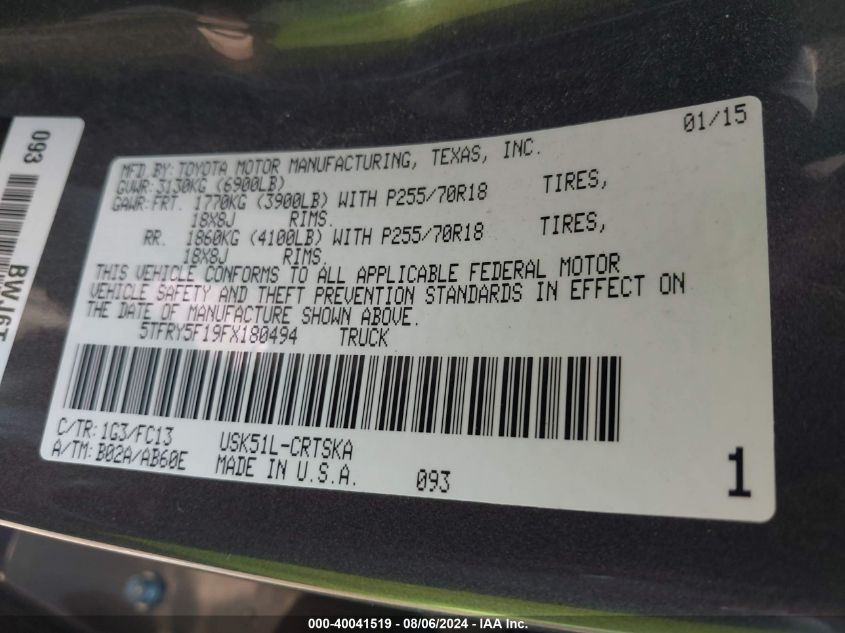 01/15
MFD. BY: TOYOTA MOTOR MANUFACTURING, TEXAS, INC.
GVWR: 3130KG (6900LB)
GAWR: FRT. 1770KG (3900LB) WITH P255/70R18 TIRES,
18X8J RIMS.
RR. 1860KG (4100LB) WITH P255/70R18 TIRES,
18X8J RIMS.
THIS VEHICLE CONFORMS TO ALL APPLICABLE FEDERAL MOTOR
VEHICLE SAFETY AND THEFT PREVENTION STANDARDS IN EFFECT ON
THE DATE OF MANUFACTURE SHOWN ABOVE.
5TFRY5F19FX180494 TRUCK
C/TR: 1G3/FC13
A/TM: B02A/AB60E
USK51L-CRTSKA
MADE IN U.S.A.
093
1
093
000-40041519 - 08/06/2024 - IAA Inc.